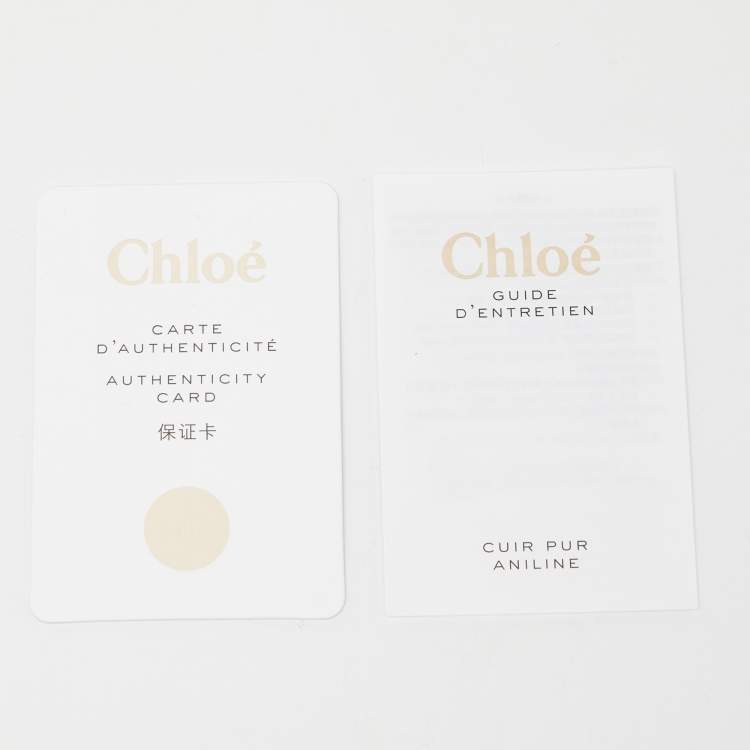 Chloé
CARTE
D'AUTHENTICITÉ
AUTHENTICITY
CARD
保证卡
Chloé
GUIDE
D'ENTRETIEN
CUIR PUR
ANILINE